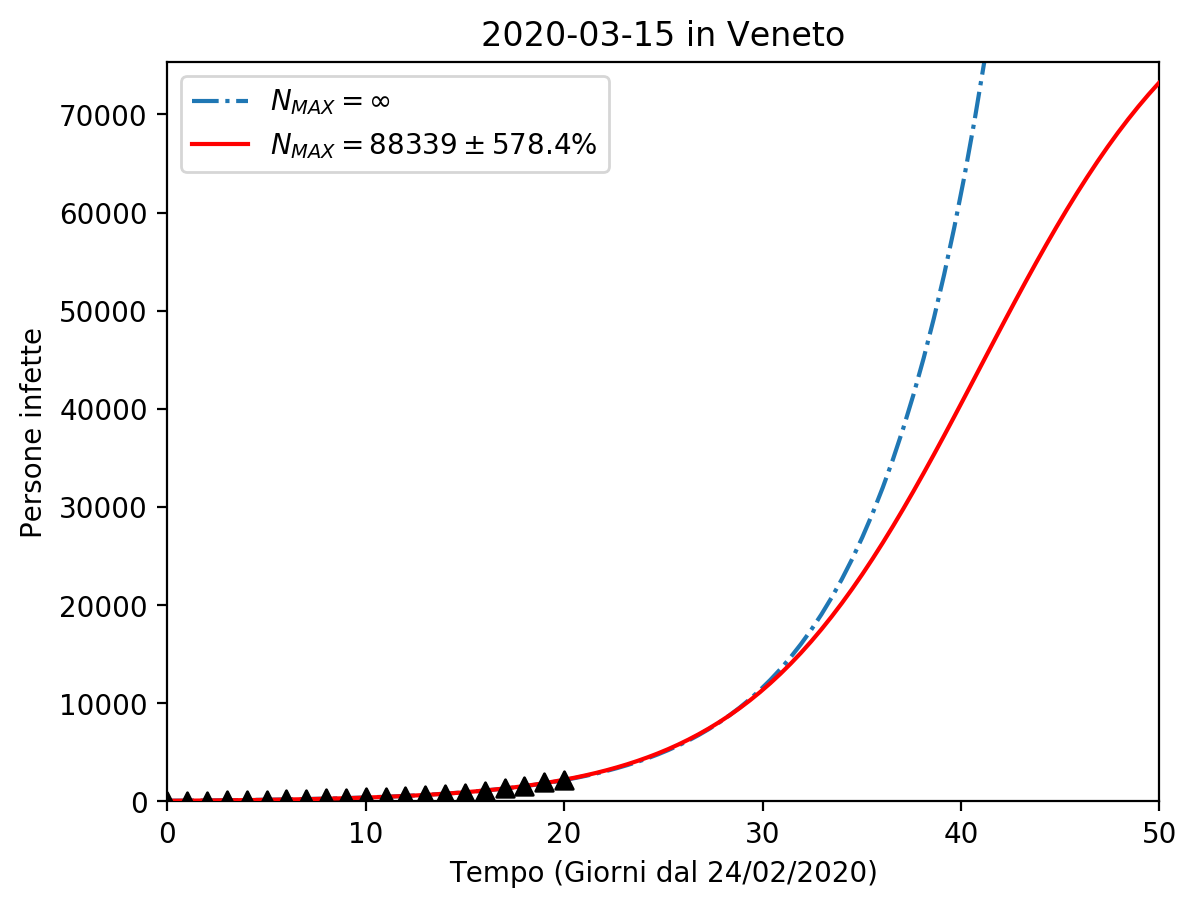 2020-03-15 in Veneto
N_MAX = ∞
N_MAX = 88339 ± 578.4%
Persone infette
70000
60000
50000
40000
30000
20000
10000
0
0 10 20 30 40 50
Tempo (Giorni dal 24/02/2020)